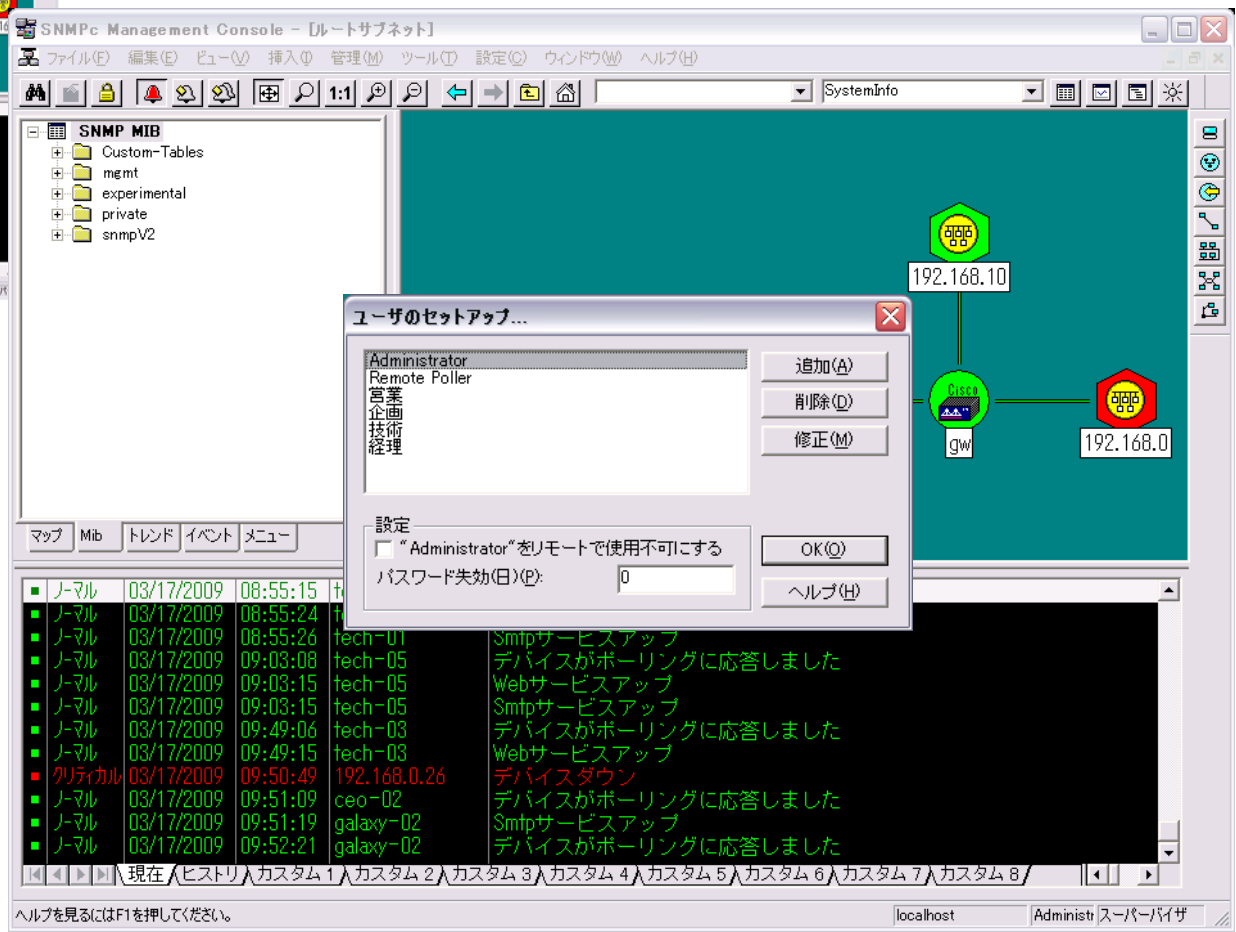 SNMPc Management Console - [ルートサブネット]
ファイル(F) 編集(E) ビュー(V) 挿入(I) 管理(M) ツール(T) 設定(C) ウィンドウ(W) ヘルプ(H)
1:1 SystemInfo
SNMP MIB
Custom-Tables
mgmt
experimental
private
snmpV2
192.168.10
Cisco
gw
192.168.0
ユーザのセットアップ...
Administrator
Remote Poller
営業
企画
技術
経理
追加(A)
削除(D)
修正(M)
設定
"Administrator"をリモートで使用不可にする
パスワード失効(日)(P): 0
OK(O)
ヘルプ(H)
マップ Mib トレンド イベント メニュー
ノーマル 03/17/2009 08:55:15
ノーマル 03/17/2009 08:55:24
ノーマル 03/17/2009 08:55:26 tech-01 Smtpサービスアップ
ノーマル 03/17/2009 09:03:08 tech-05 デバイスがポーリングに応答しました
ノーマル 03/17/2009 09:03:15 tech-05 Webサービスアップ
ノーマル 03/17/2009 09:03:15 tech-05 Smtpサービスアップ
ノーマル 03/17/2009 09:49:06 tech-03 デバイスがポーリングに応答しました
ノーマル 03/17/2009 09:49:15 tech-03 Webサービスアップ
クリティカル 03/17/2009 09:50:49 192.168.0.26 デバイスダウン
ノーマル 03/17/2009 09:51:09 ceo-02 デバイスがポーリングに応答しました
ノーマル 03/17/2009 09:51:19 galaxy-02 Smtpサービスアップ
ノーマル 03/17/2009 09:52:21 galaxy-02 デバイスがポーリングに応答しました
現在 ヒストリ カスタム 1 カスタム 2 カスタム 3 カスタム 4 カスタム 5 カスタム 6 カスタム 7 カスタム 8
ヘルプを見るにはF1を押してください。 localhost Administr スーパーバイザ